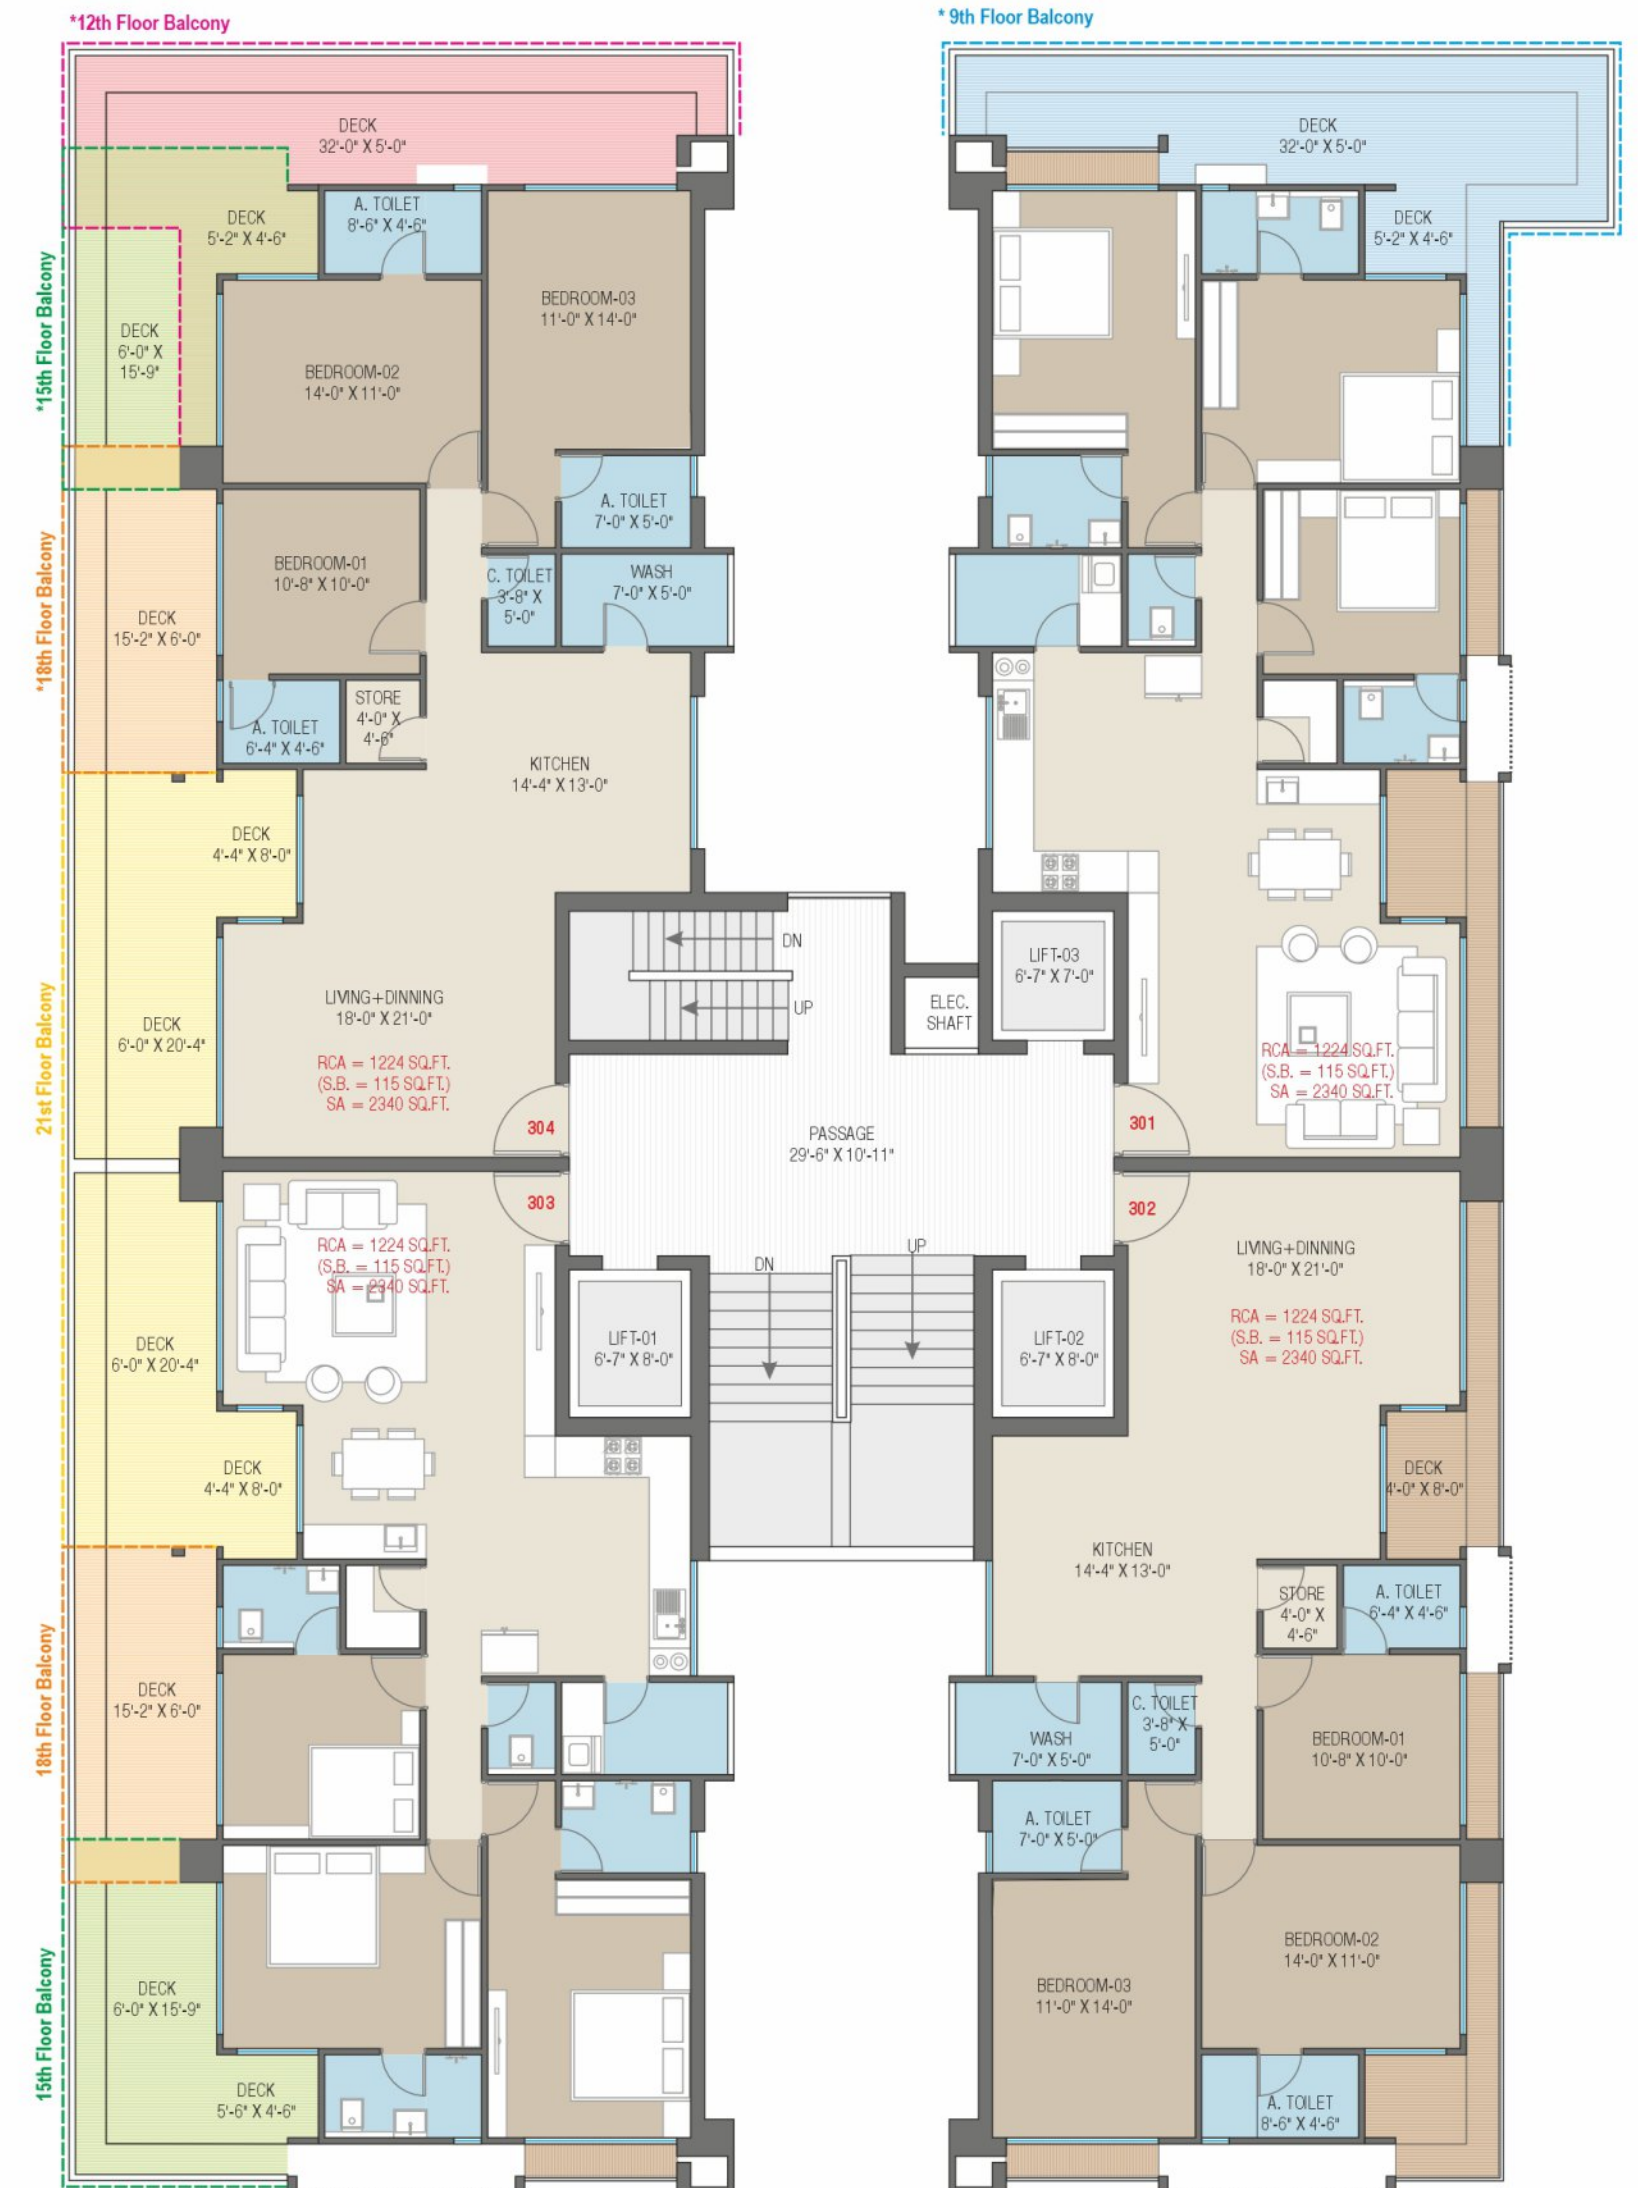 *12th Floor Balcony
* 9th Floor Balcony
DECK
32'-0" X 5'-0"
DECK
32'-0" X 5'-0"
A. TOILET
8'-6" X 4'-6"
DECK
5'-2" X 4'-6"
DECK
5'-2" X 4'-6"
*15th Floor Balcony
DECK
6'-0" X
15'-9"
BEDROOM-03
11'-0" X 14'-0"
BEDROOM-02
14'-0" X 11'-0"
A. TOILET
7'-0" X 5'-0"
*18th Floor Balcony
BEDROOM-01
10'-8" X 10'-0"
C. TOILET
3'-8" X
5'-0"
WASH
7'-0" X 5'-0"
DECK
15'-2" X 6'-0"
STORE
4'-0" X
4'-6"
A. TOILET
6'-4" X 4'-6"
KITCHEN
14'-4" X 13'-0"
DECK
4'-4" X 8'-0"
DN
UP
LIFT-03
6'-7" X 7'-0"
ELEC.
SHAFT
LIVING+DINNING
18'-0" X 21'-0"
DECK
6'-0" X 20'-4"
21st Floor Balcony
RCA = 1224 SQ.FT.
(S.B. = 115 SQ.FT.)
SA = 2340 SQ.FT.
RCA = 1224 SQ.FT.
(S.B. = 115 SQ.FT.)
SA = 2340 SQ.FT.
304
301
PASSAGE
29'-6" X 10'-11"
303
302
RCA = 1224 SQ.FT.
(S.B. = 115 SQ.FT.)
SA = 2340 SQ.FT.
DN
UP
LIVING+DINNING
18'-0" X 21'-0"
RCA = 1224 SQ.FT.
(S.B. = 115 SQ.FT.)
SA = 2340 SQ.FT.
DECK
6'-0" X 20'-4"
LIFT-01
6'-7" X 8'-0"
LIFT-02
6'-7" X 8'-0"
DECK
4'-4" X 8'-0"
DECK
4'-0" X 8'-0"
KITCHEN
14'-4" X 13'-0"
STORE
4'-0" X
4'-6"
A. TOILET
6'-4" X 4'-6"
18th Floor Balcony
DECK
15'-2" X 6'-0"
WASH
7'-0" X 5'-0"
C. TOILET
3'-8" X
5'-0"
BEDROOM-01
10'-8" X 10'-0"
A. TOILET
7'-0" X 5'-0"
15th Floor Balcony
DECK
6'-0" X 15'-9"
BEDROOM-02
14'-0" X 11'-0"
BEDROOM-03
11'-0" X 14'-0"
DECK
5'-6" X 4'-6"
A. TOILET
8'-6" X 4'-6"